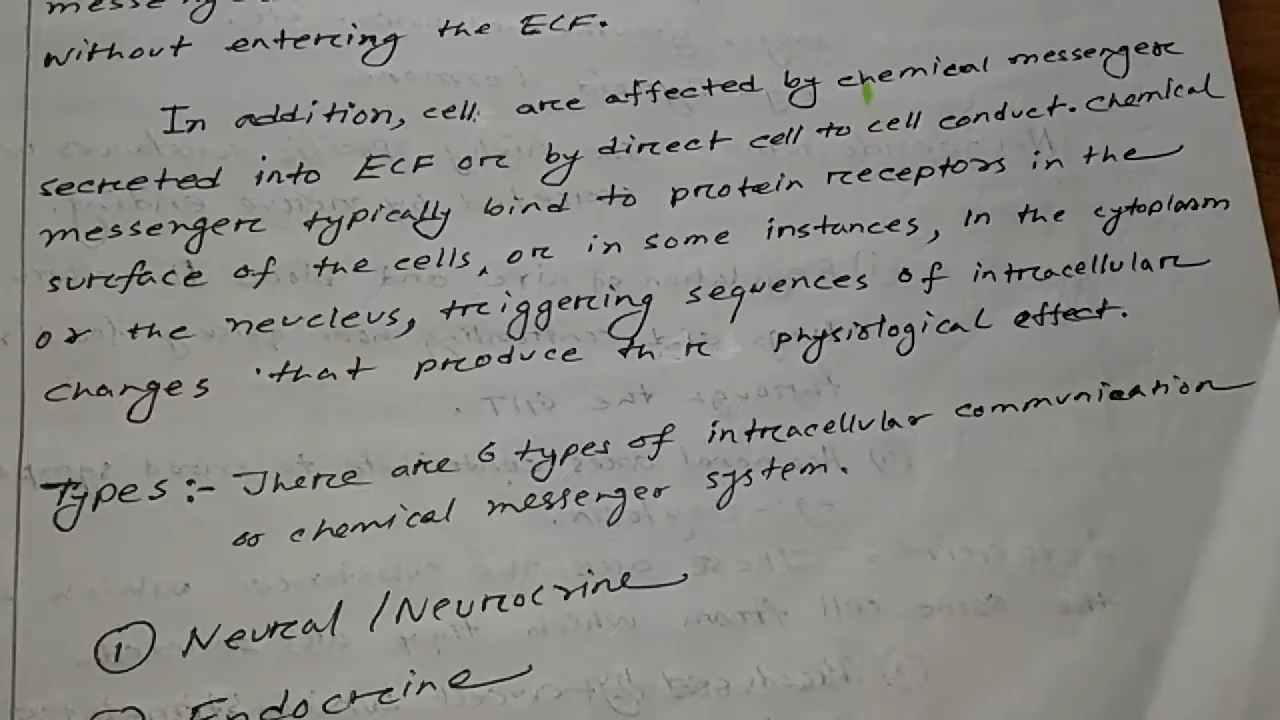 messeng
without entering the ECF.
In addition, cell are affected by chemical messenger
secreted into ECF or by direct cell to cell conduct. chemical
messenger typically bind to protein receptors in the
surface of the cells, or in some instances, in the cytoplasm
or the neucleus, triggering sequences of intracellular
changes that produce physiological effect.
Types :- There are 6 types of intracellular communication
or chemical messenger system.
① Neural / Neurocrine
Endocrine